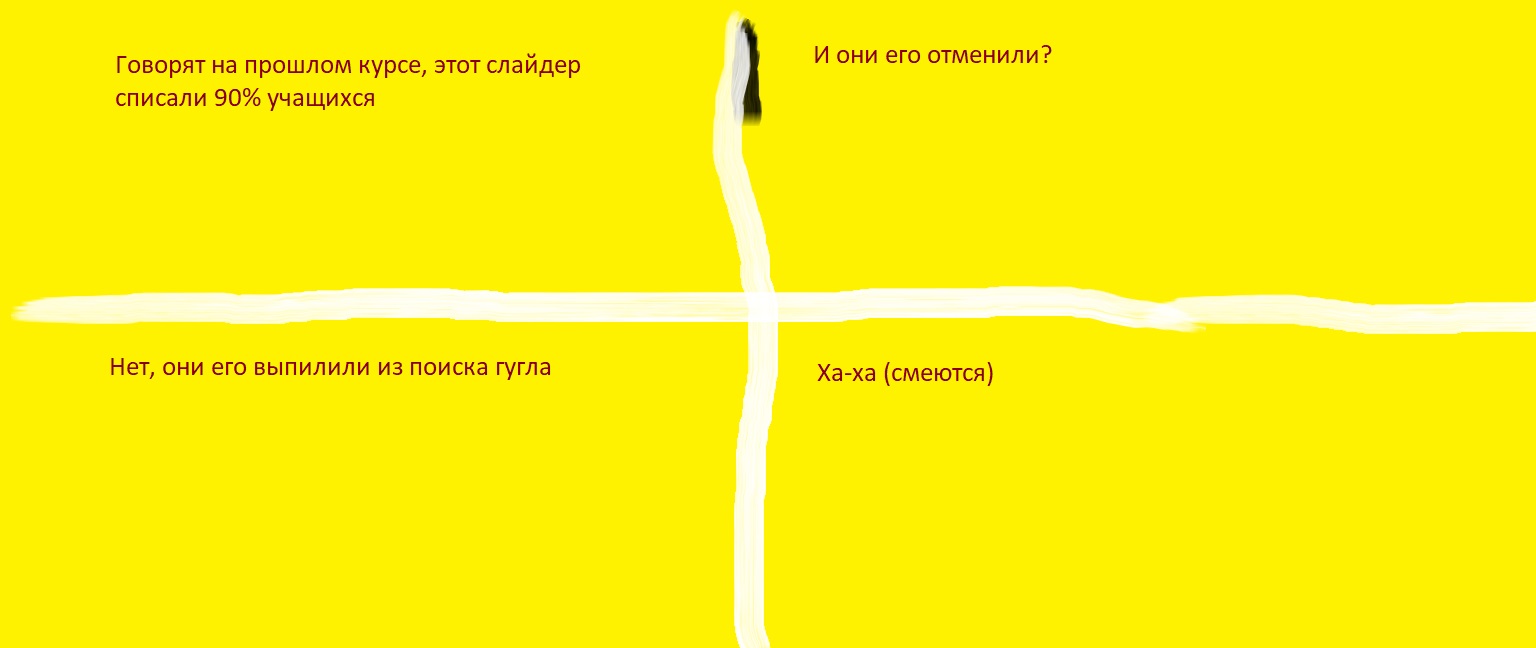 Говорят на прошлом курсе, этот слайдер
списали 90% учащихся
И они его отменили?
Нет, они его выпилили из поиска гугла
Ха-ха (смеются)